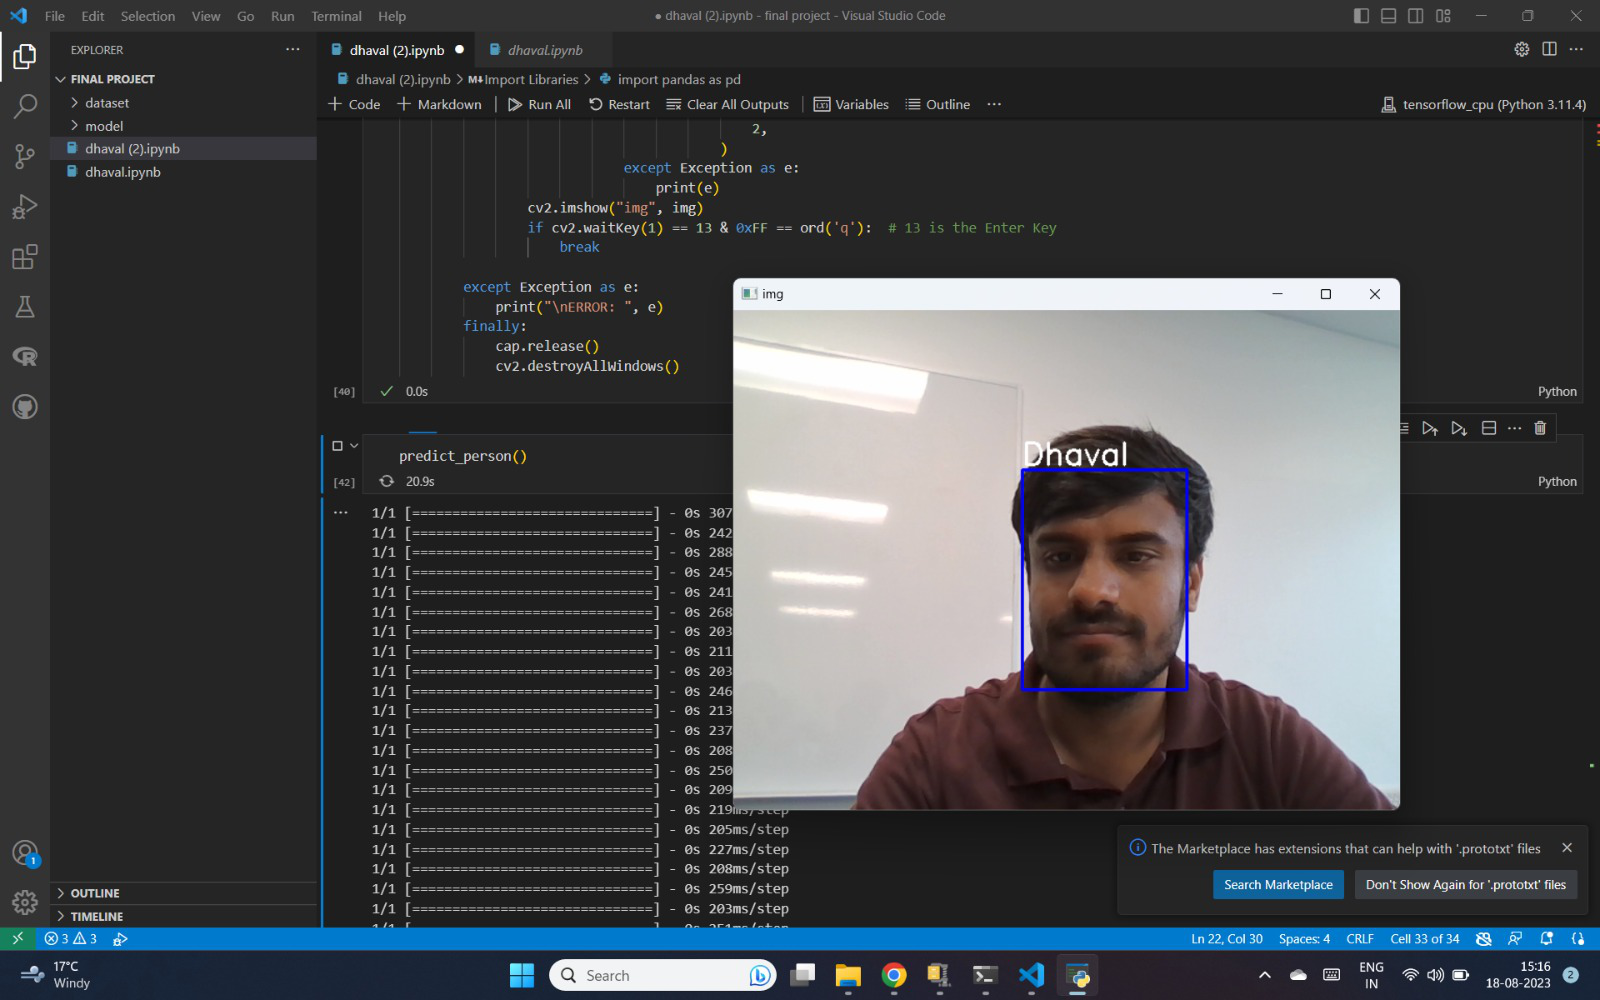 File Edit Selection View Go Run Terminal Help
● dhaval (2).ipynb - final project - Visual Studio Code
EXPLORER
FINAL PROJECT
dataset
model
dhaval (2).ipynb
dhaval.ipynb
OUTLINE
TIMELINE
dhaval (2).ipynb ●
dhaval.ipynb
dhaval (2).ipynb > M↓Import Libraries > import pandas as pd
+ Code + Markdown | Run All Restart Clear All Outputs | Variables Outline ...
tensorflow_cpu (Python 3.11.4)
2,
)
except Exception as e:
print(e)
cv2.imshow("img", img)
if cv2.waitKey(1) == 13 & 0xFF == ord('q'): # 13 is the Enter Key
break
except Exception as e:
print("\nERROR: ", e)
finally:
cap.release()
cv2.destroyAllWindows()
[40] 0.0s
Python
predict_person()
[42] 20.9s
Python
1/1 [==============================] - 0s 307
1/1 [==============================] - 0s 242
1/1 [==============================] - 0s 288
1/1 [==============================] - 0s 245
1/1 [==============================] - 0s 241
1/1 [==============================] - 0s 268
1/1 [==============================] - 0s 203
1/1 [==============================] - 0s 211
1/1 [==============================] - 0s 203
1/1 [==============================] - 0s 246
1/1 [==============================] - 0s 213
1/1 [==============================] - 0s 237
1/1 [==============================] - 0s 208
1/1 [==============================] - 0s 250
1/1 [==============================] - 0s 209
1/1 [==============================] - 0s 219ms/step
1/1 [==============================] - 0s 205ms/step
1/1 [==============================] - 0s 227ms/step
1/1 [==============================] - 0s 208ms/step
1/1 [==============================] - 0s 259ms/step
1/1 [==============================] - 0s 203ms/step
img
Dhaval
The Marketplace has extensions that can help with '.prototxt' files
Search Marketplace
Don't Show Again for '.prototxt' files
1
3 3
Ln 22, Col 30 Spaces: 4 CRLF Cell 33 of 34
17°C
Windy
Search
ENG
IN
15:16
18-08-2023
2